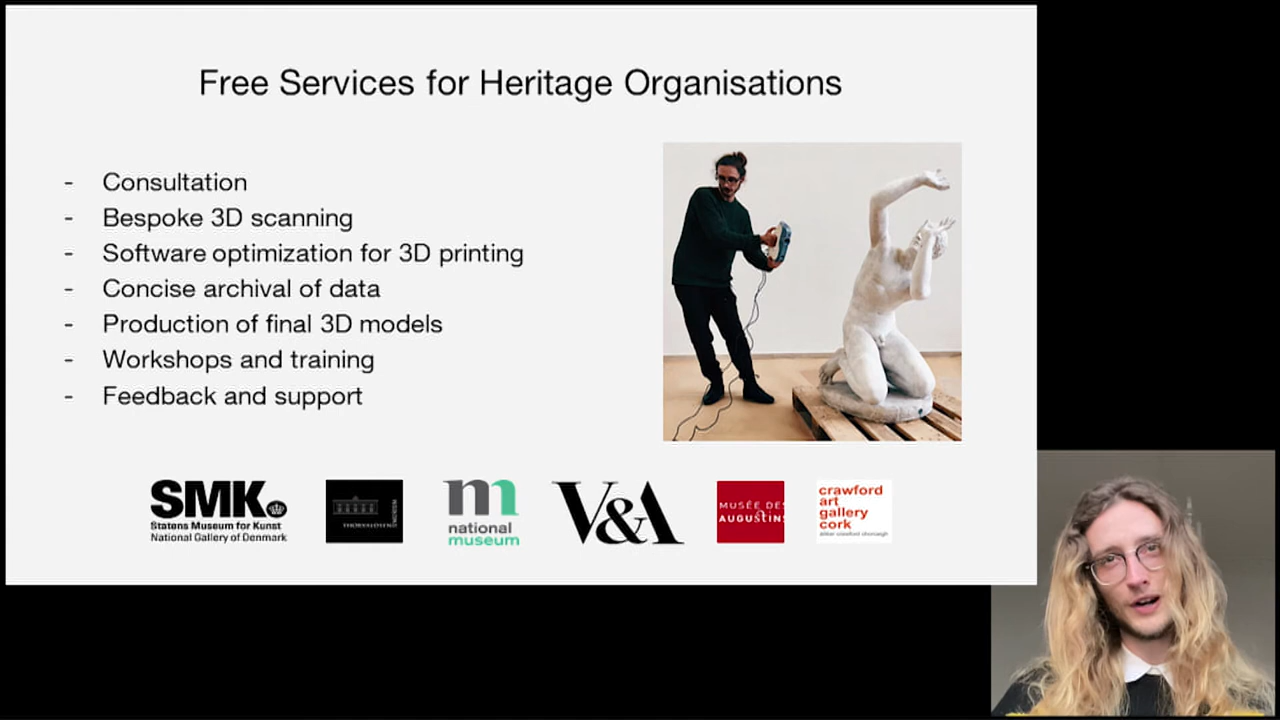 Free Services for Heritage Organisations
- Consultation
- Bespoke 3D scanning
- Software optimization for 3D printing
- Concise archival of data
- Production of final 3D models
- Workshops and training
- Feedback and support
SMK
Statens Museum for Kunst
National Gallery of Denmark
m
national
museum
V&A
MUSÉE DES
AUGUSTINS
crawford
art
gallery
cork